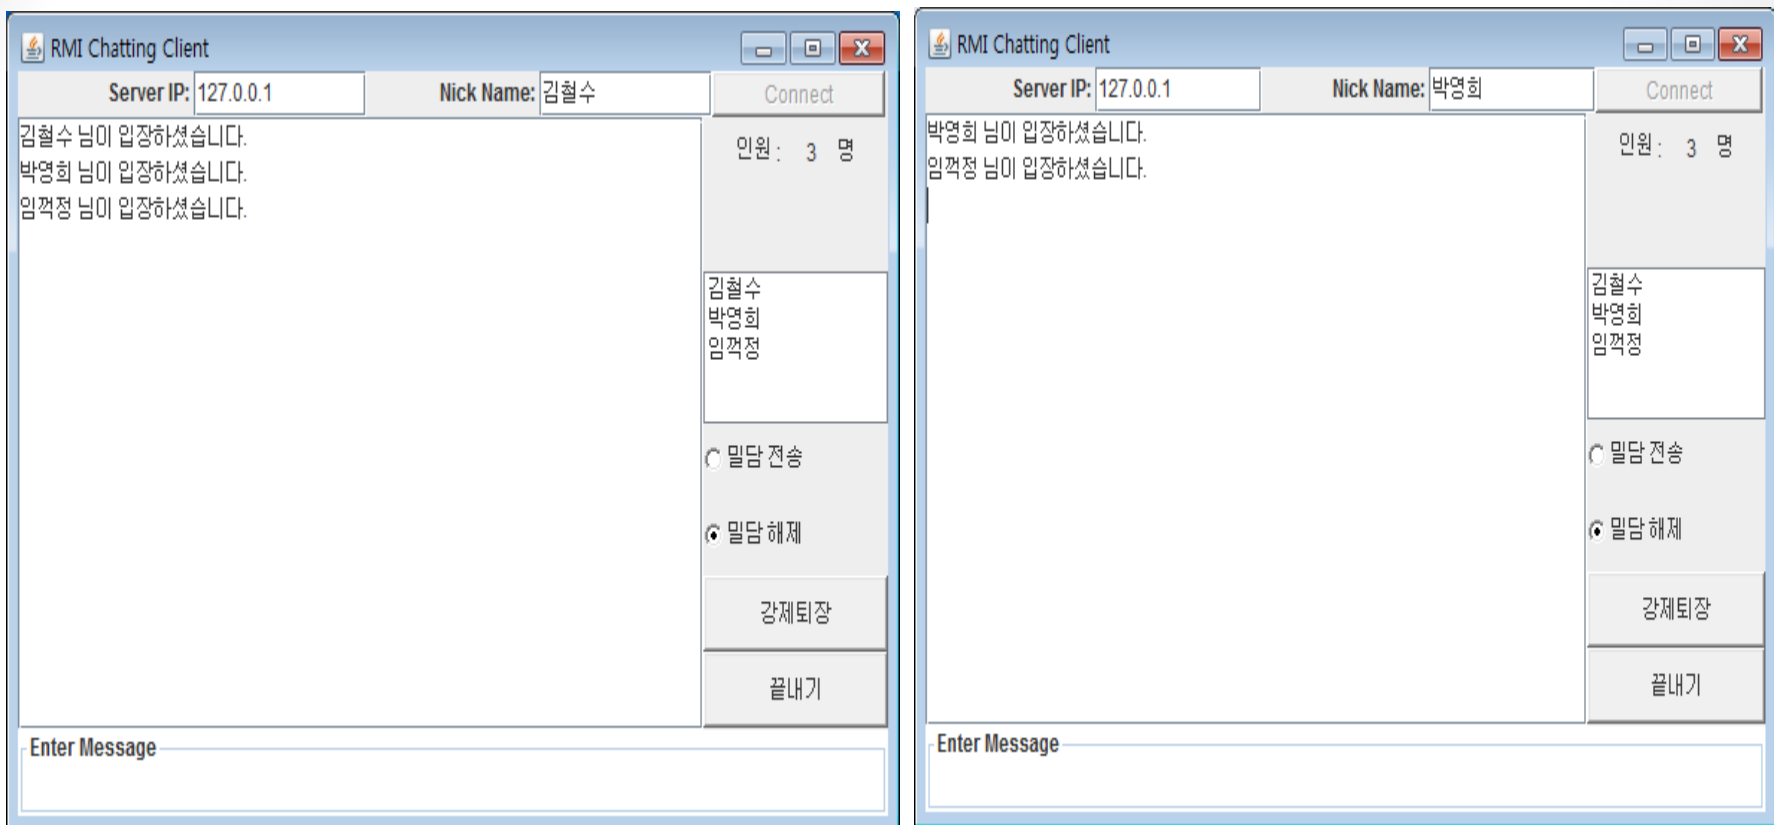 RMI Chatting Client
Server IP: 127.0.0.1 Nick Name: 김철수 Connect
김철수 님이 입장하셨습니다.
박영희 님이 입장하셨습니다.
임꺽정 님이 입장하셨습니다.
인원 : 3 명
김철수
박영희
임꺽정
밀담 전송
밀담 해제
강제퇴장
끝내기
Enter Message
RMI Chatting Client
Server IP: 127.0.0.1 Nick Name: 박영희 Connect
박영희 님이 입장하셨습니다.
임꺽정 님이 입장하셨습니다.
인원 : 3 명
김철수
박영희
임꺽정
밀담 전송
밀담 해제
강제퇴장
끝내기
Enter Message